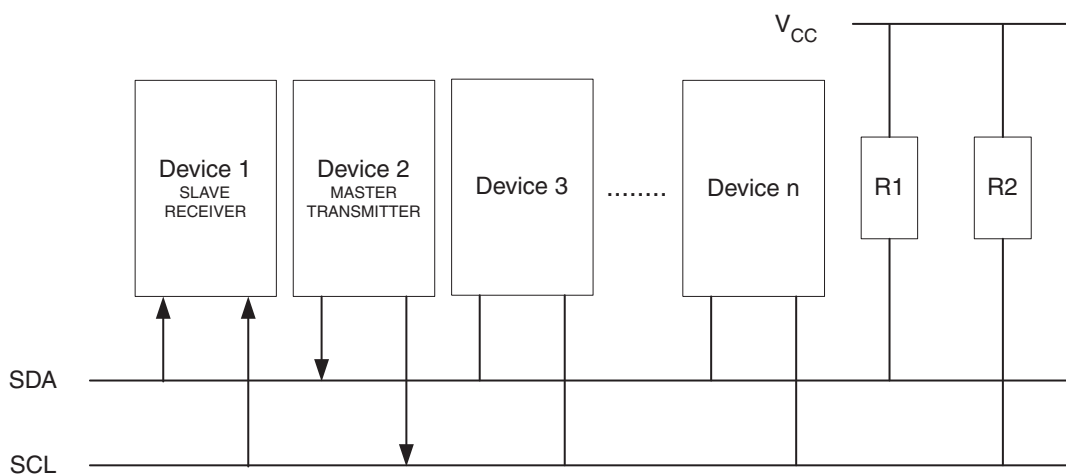 VCC
Device 1
SLAVE
RECEIVER
Device 2
MASTER
TRANSMITTER
Device 3
........
Device n
R1
R2
SDA
SCL